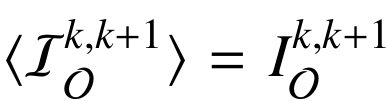 ⟨ℐ_𝒪^{k,k+1}⟩ = I_𝒪^{k,k+1}